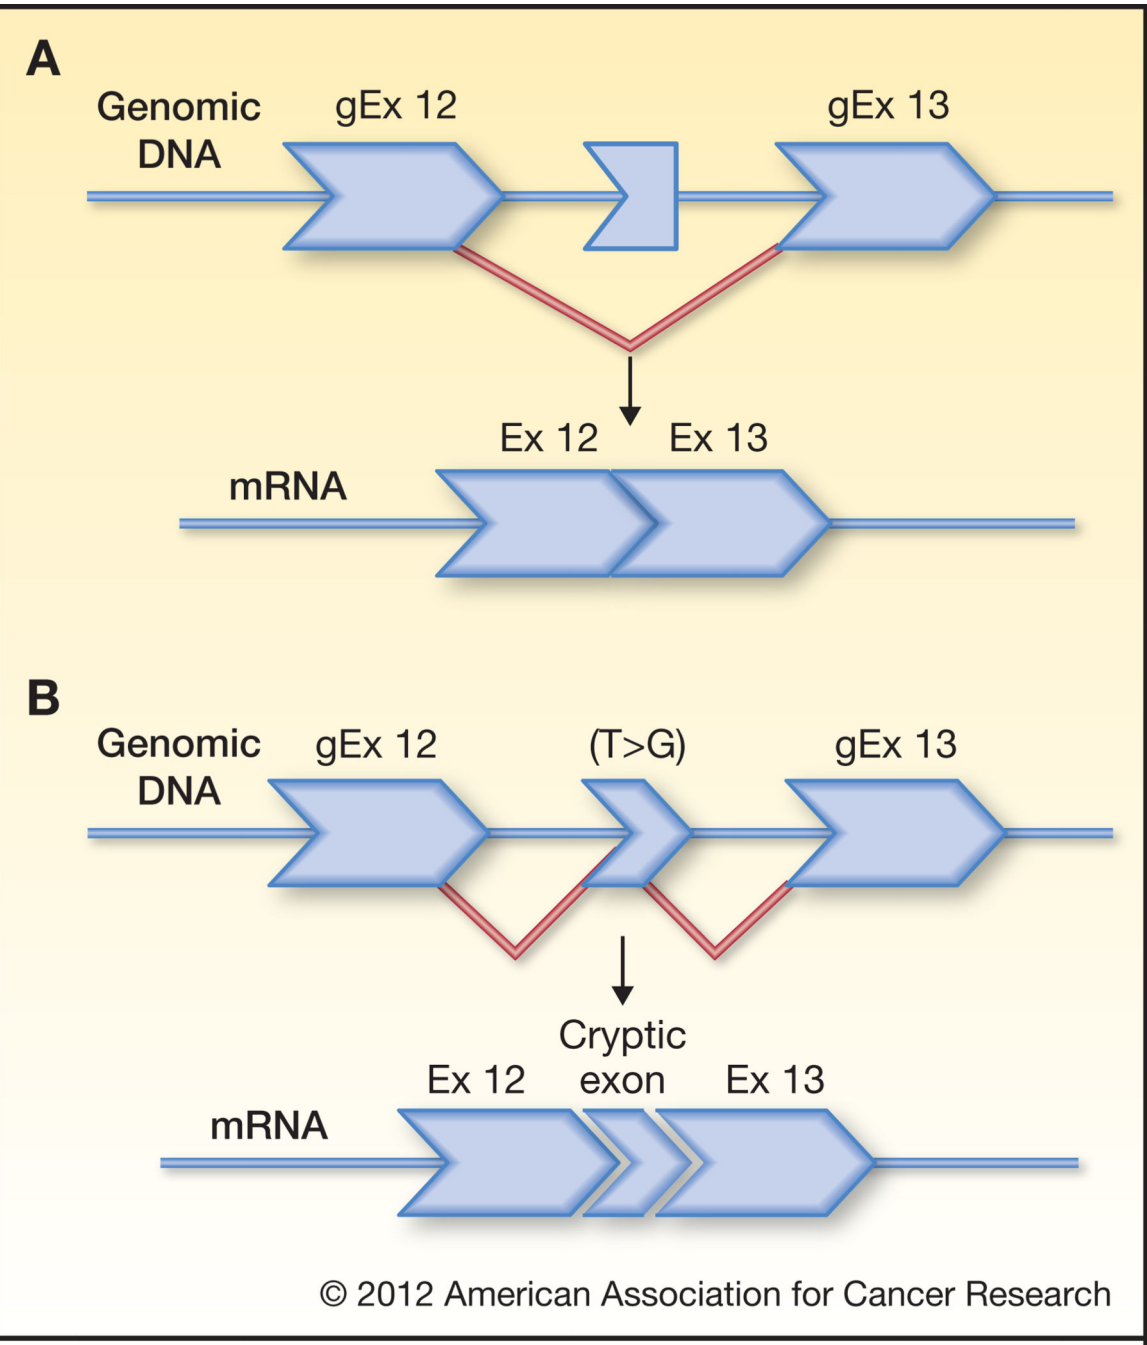 A
Genomic
DNA
gEx 12
gEx 13
Ex 12
Ex 13
mRNA
B
Genomic
DNA
gEx 12
(T>G)
gEx 13
Cryptic
exon
Ex 12
Ex 13
mRNA
© 2012 American Association for Cancer Research